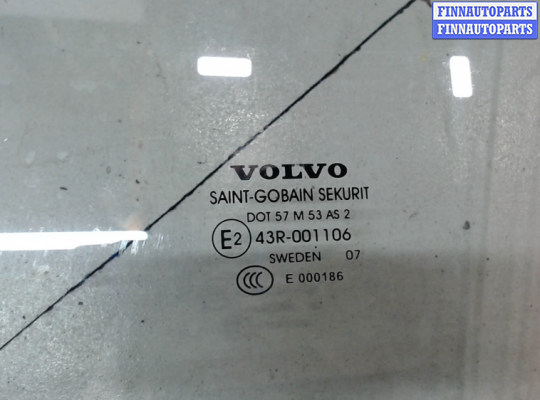 FINNAUTOPARTS
FINNAUTOPARTS
VOLVO
SAINT-GOBAIN SEKURIT
DOT 57 M 53 AS 2
E2 43R-001106
SWEDEN 07
CCC E 000186